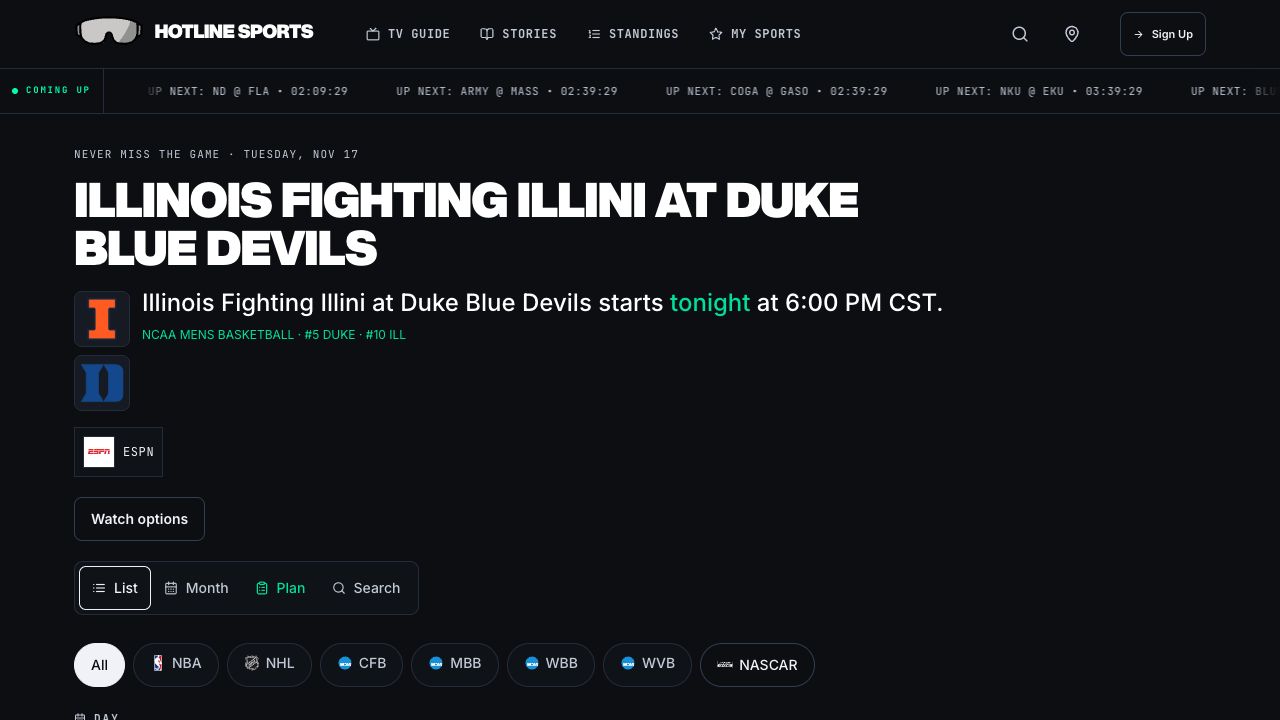 HOTLINE SPORTS
TV GUIDE
STORIES
STANDINGS
MY SPORTS
Sign Up
COMING UP
UP NEXT: ND @ FLA • 02:09:29
UP NEXT: ARMY @ MASS • 02:39:29
UP NEXT: COGA @ GASO • 02:39:29
UP NEXT: NKU @ EKU • 03:39:29
UP NEXT:
NEVER MISS THE GAME · TUESDAY, NOV 17
ILLINOIS FIGHTING ILLINI AT DUKE
BLUE DEVILS
Illinois Fighting Illini at Duke Blue Devils starts tonight at 6:00 PM CST.
NCAA MENS BASKETBALL · #5 DUKE · #10 ILL
ESPN
ESPN
Watch options
List
Month
Plan
Search
All
NBA
NHL
CFB
MBB
WBB
WVB
NASCAR
DAY